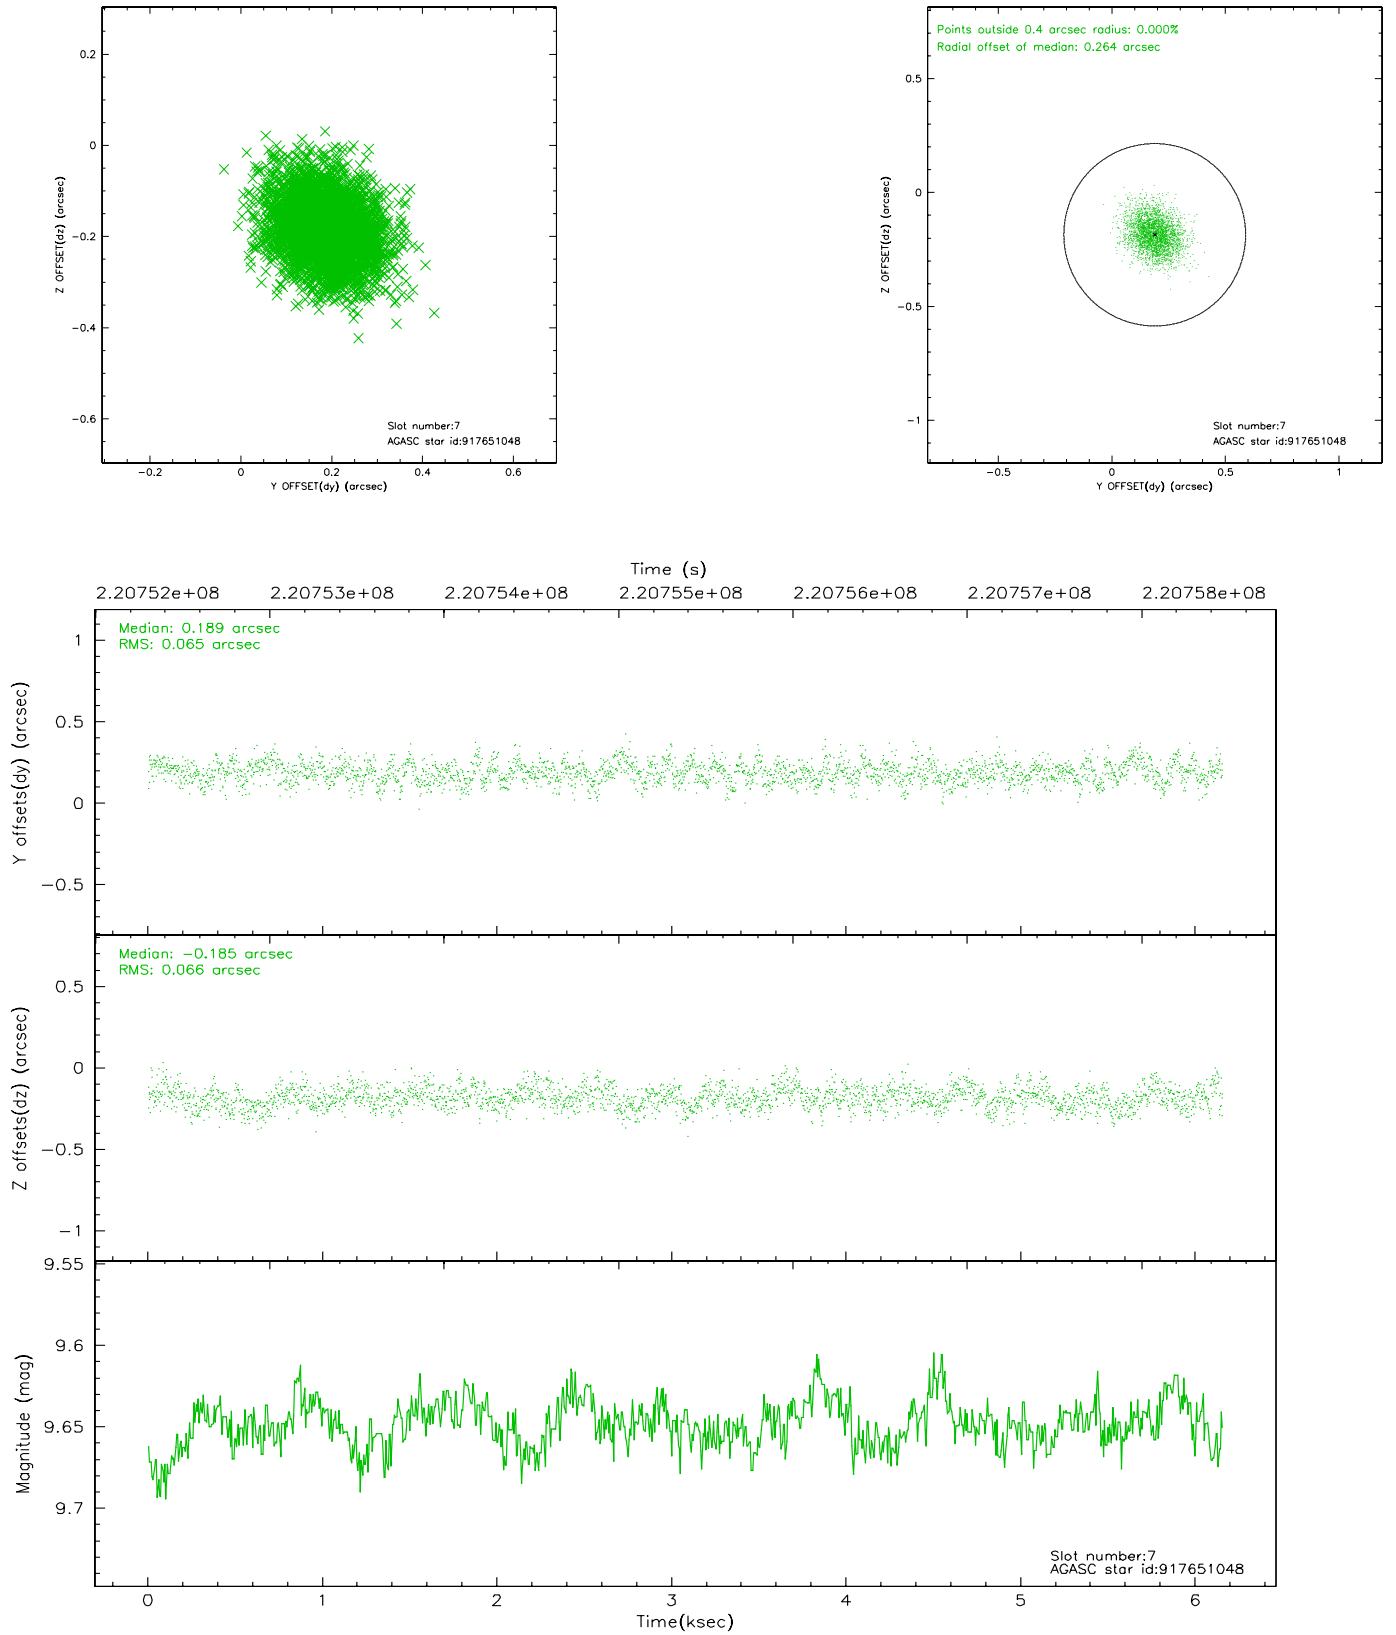 0.2
0
−0.2
−0.4
−0.6
Z OFFSET(dz) (arcsec)
−0.2
0
0.2
0.4
0.6
Y OFFSET(dy) (arcsec)
Slot number:7
AGASC star id:917651048
Points outside 0.4 arcsec radius: 0.000%
Radial offset of median: 0.264 arcsec
0.5
0
−0.5
−1
Z OFFSET(dz) (arcsec)
−0.5
0
0.5
1
Y OFFSET(dy) (arcsec)
Slot number:7
AGASC star id:917651048
Time (s)
2.20752e+08
2.20753e+08
2.20754e+08
2.20755e+08
2.20756e+08
2.20757e+08
2.20758e+08
Median: 0.189 arcsec
RMS: 0.065 arcsec
1
0.5
0
−0.5
Y offsets(dy) (arcsec)
Median: −0.185 arcsec
RMS: 0.066 arcsec
0.5
0
−0.5
−1
Z offsets(dz) (arcsec)
9.55
9.6
9.65
9.7
Magnitude (mag)
Slot number:7
AGASC star id:917651048
0
1
2
3
4
5
6
Time(ksec)